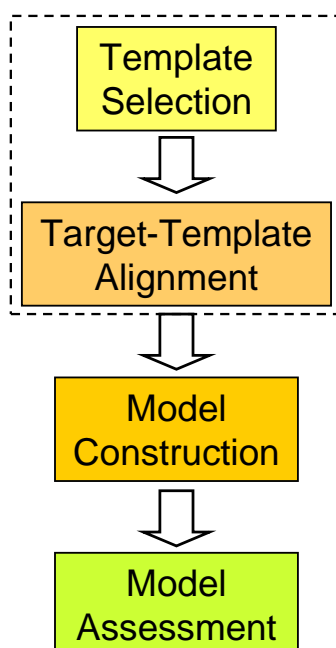 Template
Selection
Target-Template
Alignment
Model
Construction
Model
Assessment